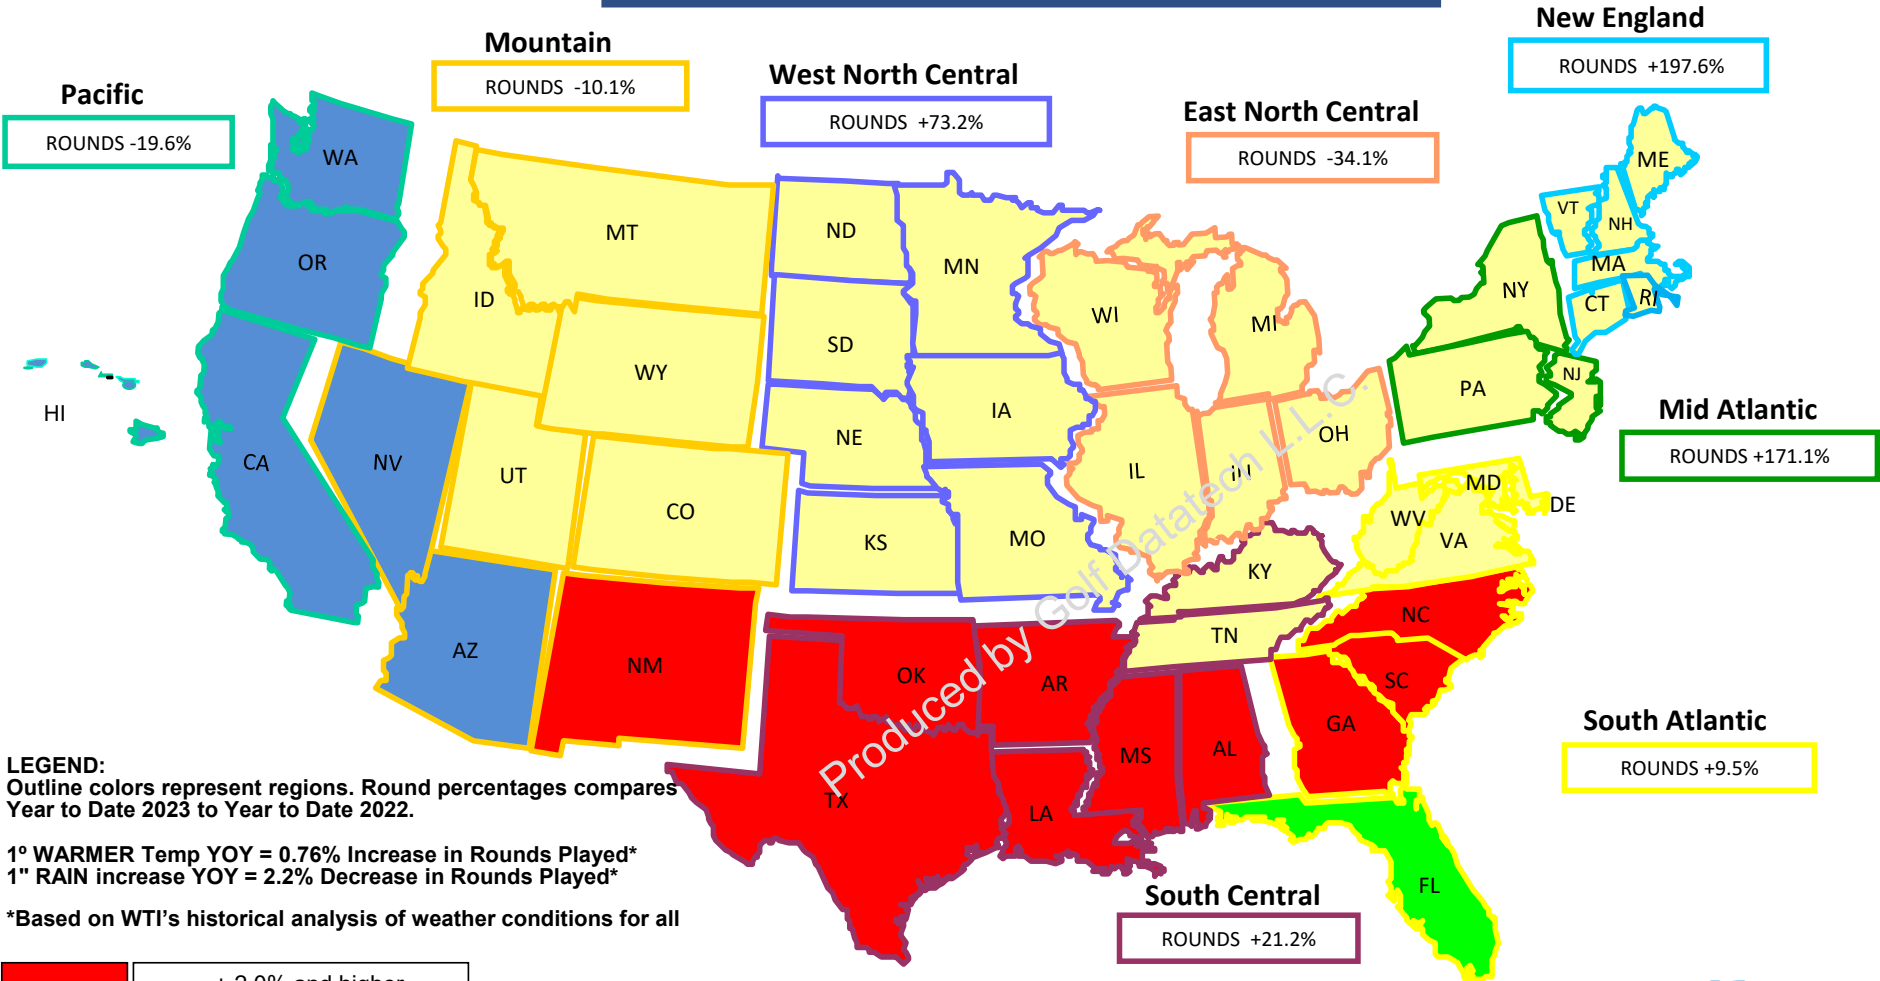 New England
ROUNDS +197.6%
Mountain
ROUNDS -10.1%
West North Central
ROUNDS +73.2%
Pacific
ROUNDS -19.6%
East North Central
ROUNDS -34.1%
WA
OR
CA
HI
NV
ID
MT
WY
UT
CO
AZ
NM
ND
SD
NE
KS
MN
IA
MO
WI
MI
IL
IN
OH
ME
VT
NH
MA
CT
RI
NY
PA
NJ
Mid Atlantic
ROUNDS +171.1%
MD
DE
WV
VA
KY
TN
NC
SC
GA
FL
OK
AR
TX
LA
MS
AL
Produced by Golf Datatech L.L.C.
South Atlantic
ROUNDS +9.5%
South Central
ROUNDS +21.2%
LEGEND:
Outline colors represent regions. Round percentages compares
Year to Date 2023 to Year to Date 2022.
1º WARMER Temp YOY = 0.76% Increase in Rounds Played*
1" RAIN increase YOY = 2.2% Decrease in Rounds Played*
*Based on WTI's historical analysis of weather conditions for all
and higher